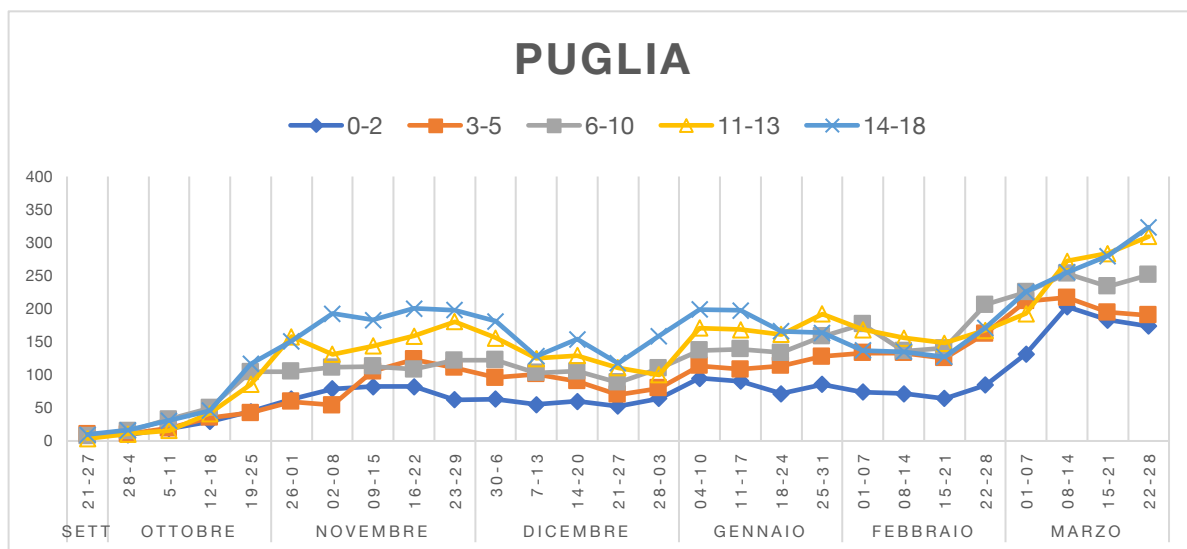 PUGLIA
0-2 3-5 6-10 11-13 14-18
400
350
300
250
200
150
100
50
0
21-27 28-4 5-11 12-18 19-25 26-01 02-08 09-15 16-22 23-29 30-6 7-13 14-20 21-27 28-03 04-10 11-17 18-24 25-31 01-07 08-14 15-21 22-28 01-07 08-14 15-21 22-28
SETT OTTOBRE NOVEMBRE DICEMBRE GENNAIO FEBBRAIO MARZO